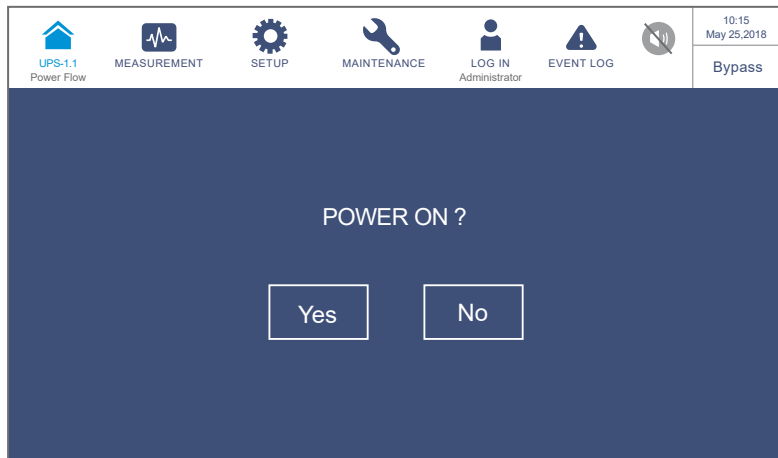 UPS-1.1
Power Flow
MEASUREMENT
SETUP
MAINTENANCE
LOG IN
Administrator
EVENT LOG
10:15
May 25,2018
Bypass
POWER ON ?
Yes
No